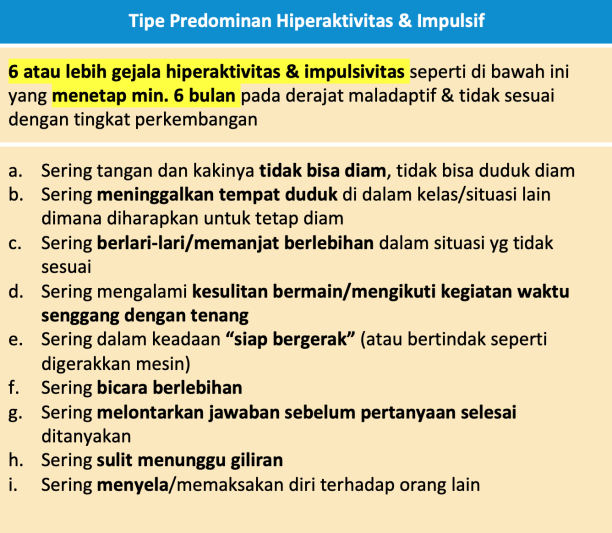 Tipe Predominan Hiperaktivitas & Impulsif
6 atau lebih gejala hiperaktivitas & impulsivitas seperti di bawah ini
yang menetap min. 6 bulan pada derajat maladaptif & tidak sesuai
dengan tingkat perkembangan
a. Sering tangan dan kakinya tidak bisa diam, tidak bisa duduk diam
b. Sering meninggalkan tempat duduk di dalam kelas/situasi lain
dimana diharapkan untuk tetap diam
c. Sering berlari-lari/memanjat berlebihan dalam situasi yg tidak
sesuai
d. Sering mengalami kesulitan bermain/mengikuti kegiatan waktu
senggang dengan tenang
e. Sering dalam keadaan “siap bergerak” (atau bertindak seperti
digerakkan mesin)
f. Sering bicara berlebihan
g. Sering melontarkan jawaban sebelum pertanyaan selesai
ditanyakan
h. Sering sulit menunggu giliran
i. Sering menyela/memaksakan diri terhadap orang lain